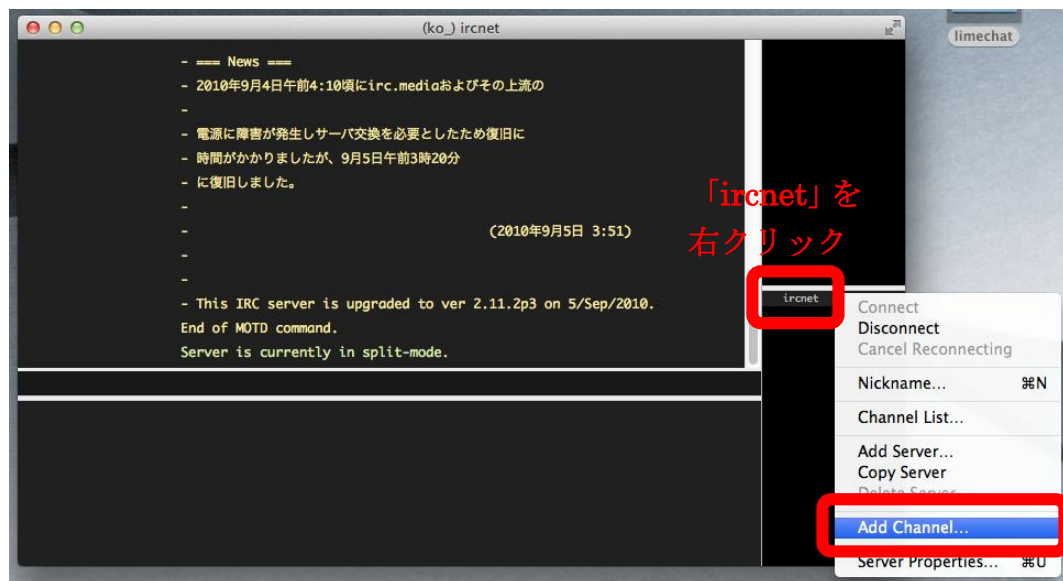 (ko_) ircnet
limechat
- === News ===
- 2010年9月4日午前4:10頃にirc.mediaおよびその上流の
-
- 電源に障害が発生しサーバ交換を必要としたため復旧に
- 時間がかかりましたが、9月5日午前3時20分
- に復旧しました。
-
- (2010年9月5日 3:51)
-
-
- This IRC server is upgraded to ver 2.11.2p3 on 5/Sep/2010.
End of MOTD command.
Server is currently in split-mode.
「ircnet」を
右クリック
ircnet
Connect
Disconnect
Cancel Reconnecting
Nickname... ⌘N
Channel List...
Add Server...
Copy Server
Delete Server
Add Channel...
Server Properties... ⌘U